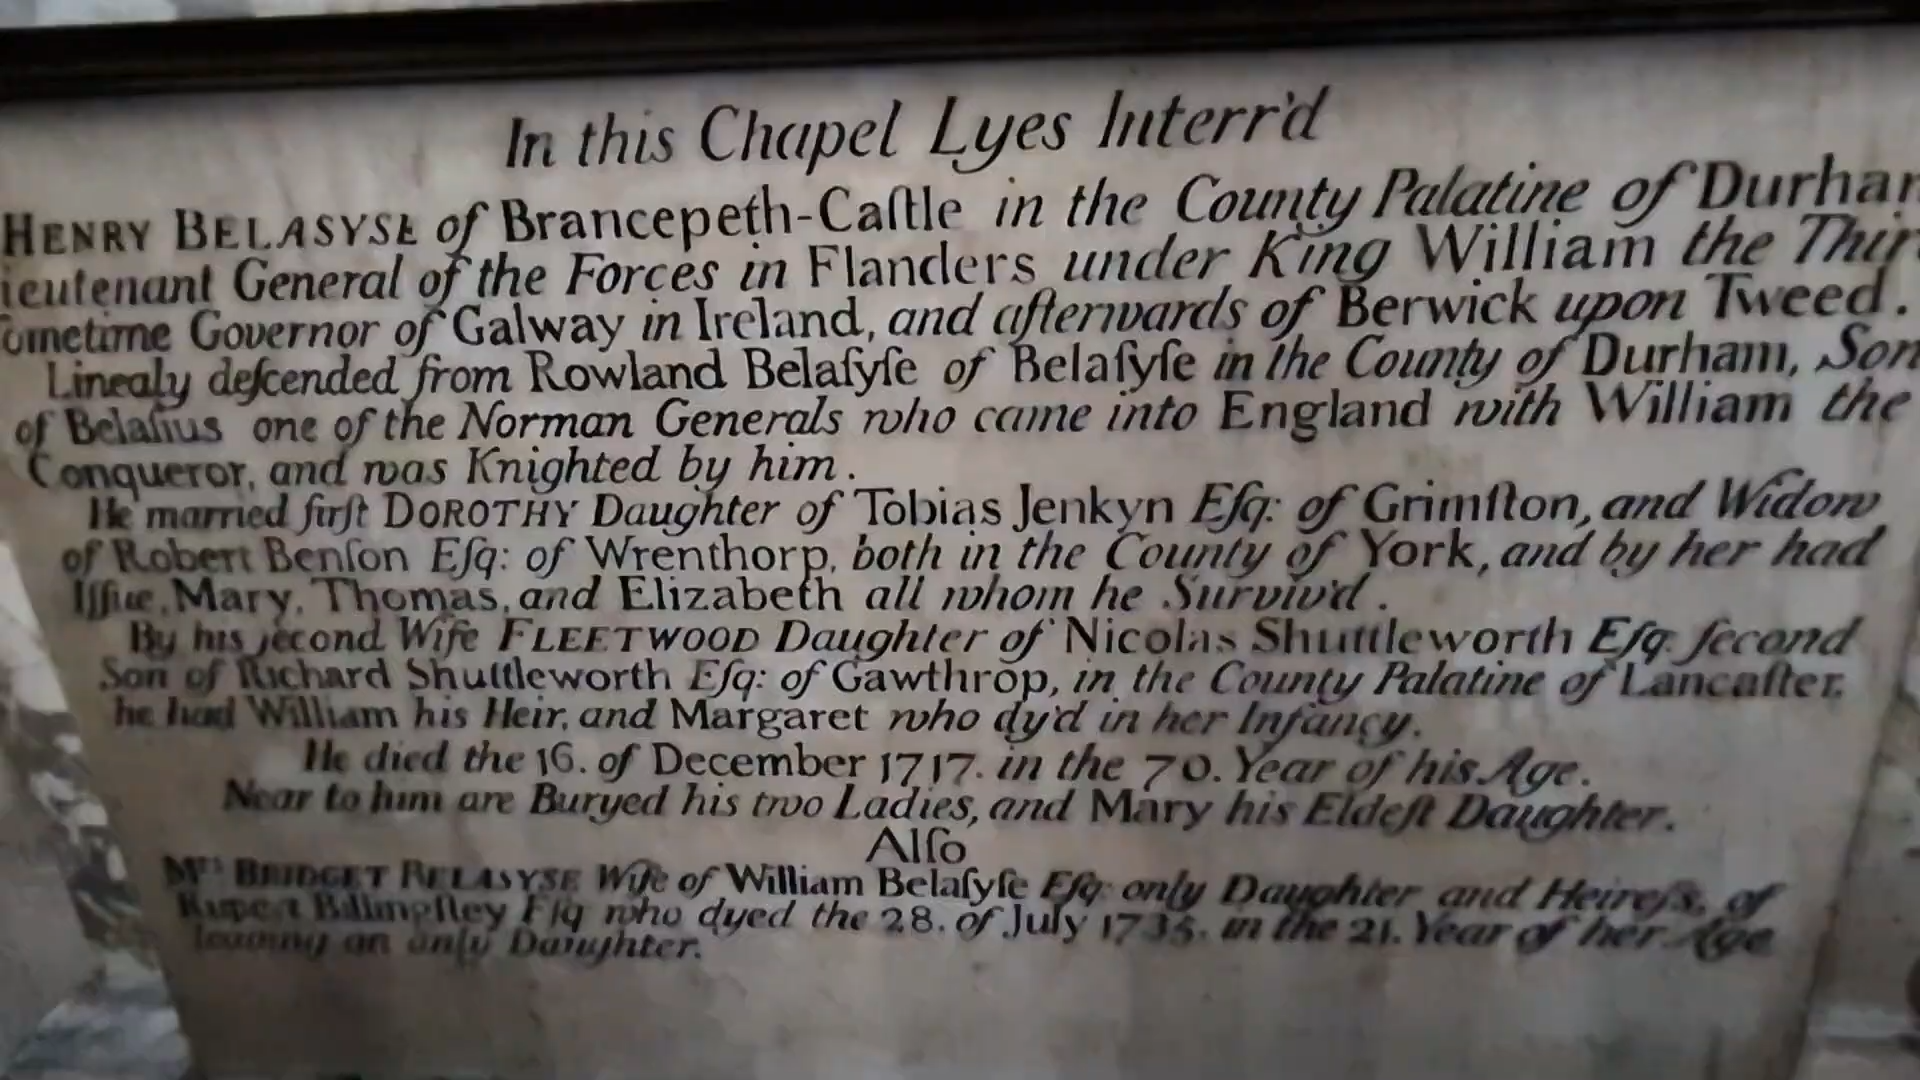 In this Chapel Lyes Interr'd
HENRY BELASYSE of Brancepeth-Caſtle in the County Palatine of Durham
ieutenant General of the Forces in Flanders under King William the Thir
ſometime Governor of Galway in Ireland, and afterwards of Berwick upon Tweed.
Linealy deſcended from Rowland Belaſyſe of Belaſyſe in the County of Durham, Son
of Belaſius one of the Norman Generals who came into England with William the
Conqueror, and was Knighted by him.
He married firſt DOROTHY Daughter of Tobias Jenkyn Eſq: of Grimſton, and Widow
of Robert Benſon Eſq: of Wrenthorp, both in the County of York, and by her had
Iſſue, Mary, Thomas, and Elizabeth all whom he Surviv'd.
By his ſecond Wife FLEETWOOD Daughter of Nicolas Shuttleworth Eſq: ſecond
Son of Richard Shuttleworth Eſq: of Gawthrop, in the County Palatine of Lancaſter,
he had William his Heir, and Margaret who dy'd in her Infancy.
He died the 16. of December 1717. in the 70. Year of his Age.
Near to him are Buryed his two Ladies, and Mary his Eldeſt Daughter.
Alſo
Mrs BRIDGET BELASYSE Wife of William Belaſyſe Eſq: only Daughter and Heireſs, of
Rupert Billingſley Eſq who dyed the 28. of July 1735. in the 21. Year of her Age
leaving an only Daughter.